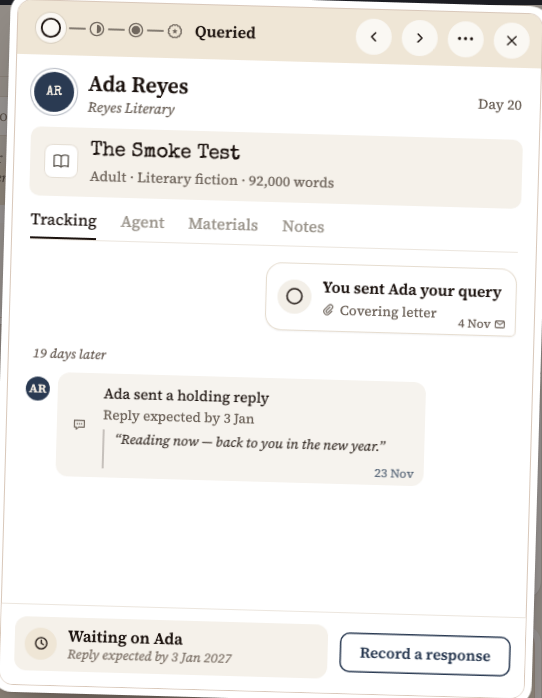 Queried
AR
Ada Reyes
Reyes Literary
Day 20
The Smoke Test
Adult · Literary fiction · 92,000 words
Tracking Agent Materials Notes
You sent Ada your query
Covering letter
4 Nov
19 days later
AR
Ada sent a holding reply
Reply expected by 3 Jan
“Reading now — back to you in the new year.”
23 Nov
Waiting on Ada
Reply expected by 3 Jan 2027
Record a response